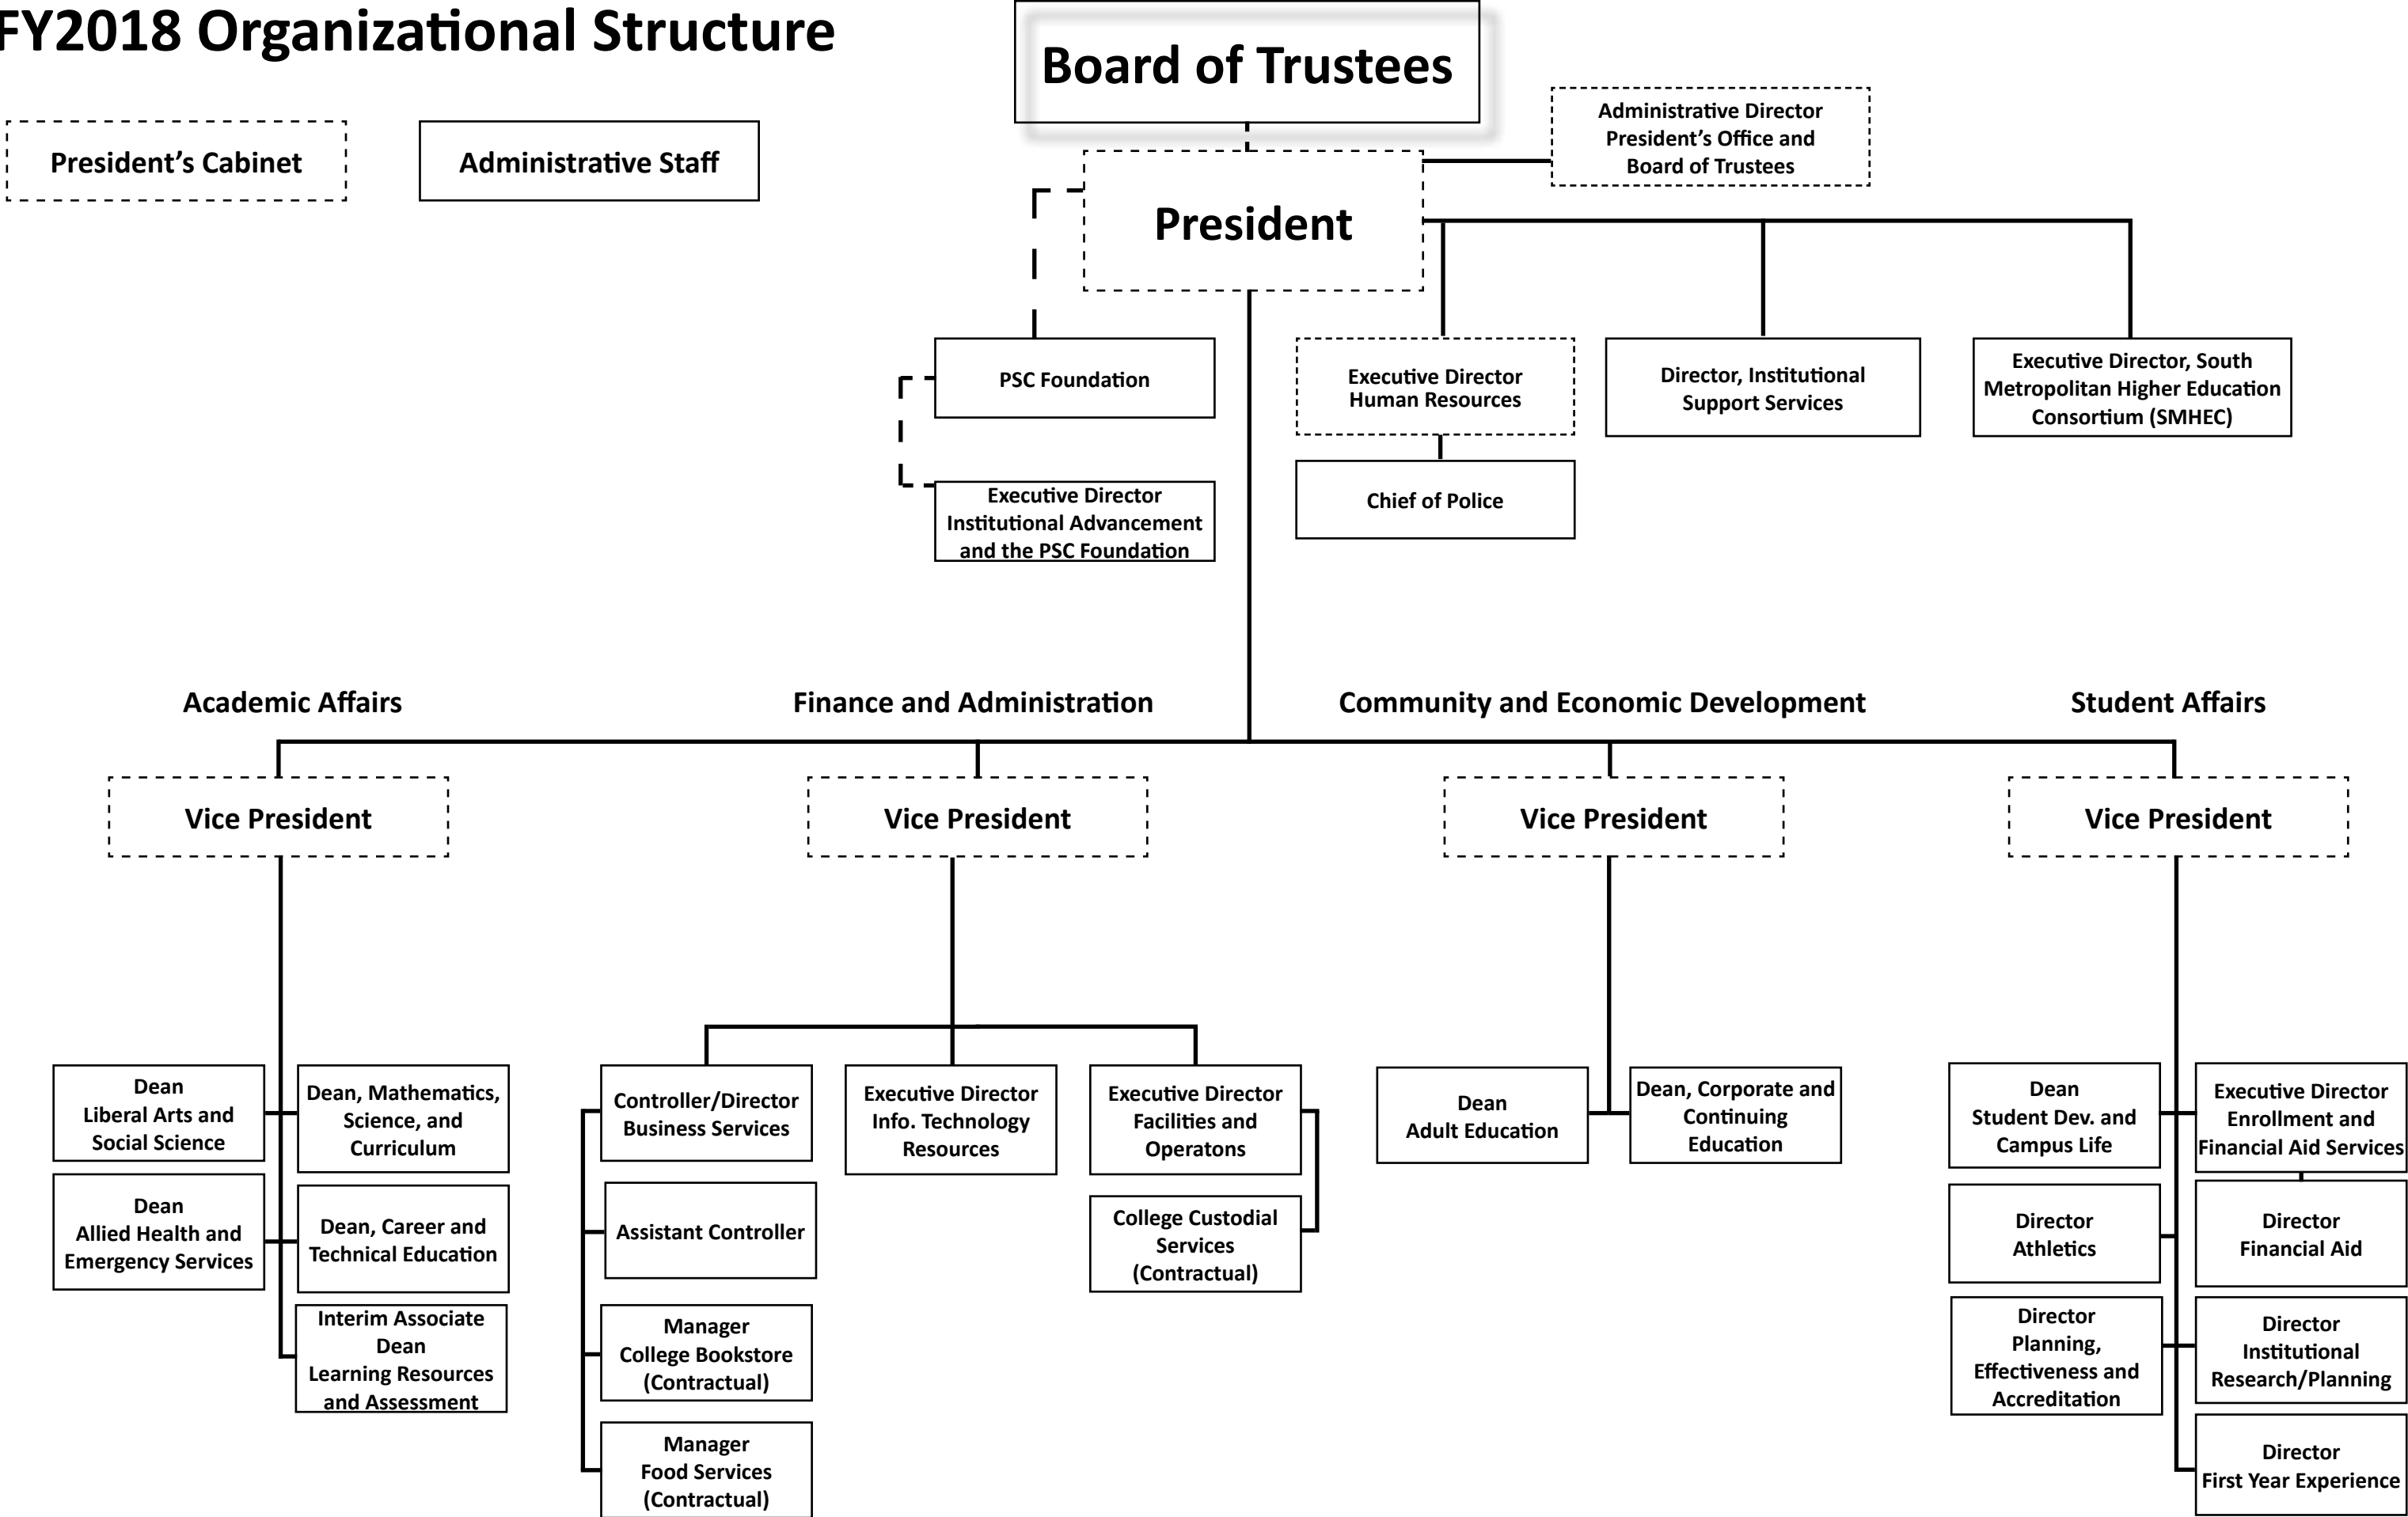 FY2018 Organizational Structure
Board of Trustees
President's Cabinet
Administrative Staff
Administrative Director
President's Office and
Board of Trustees
President
PSC Foundation
Executive Director
Human Resources
Director, Institutional
Support Services
Executive Director, South
Metropolitan Higher Education
Consortium (SMHEC)
Executive Director
Institutional Advancement
and the PSC Foundation
Chief of Police
Academic Affairs
Finance and Administration
Community and Economic Development
Student Affairs
Vice President
Vice President
Vice President
Vice President
Dean
Liberal Arts and
Social Science
Dean, Mathematics,
Science, and
Curriculum
Dean
Allied Health and
Emergency Services
Dean, Career and
Technical Education
Interim Associate
Dean
Learning Resources
and Assessment
Controller/Director
Business Services
Assistant Controller
Manager
College Bookstore
(Contractual)
Manager
Food Services
(Contractual)
Executive Director
Info. Technology
Resources
Executive Director
Facilities and
Operatons
College Custodial
Services
(Contractual)
Dean
Adult Education
Dean, Corporate and
Continuing
Education
Dean
Student Dev. and
Campus Life
Executive Director
Enrollment and
Financial Aid Services
Director
Athletics
Director
Financial Aid
Director
Planning,
Effectiveness and
Accreditation
Director
Institutional
Research/Planning
Director
First Year Experience